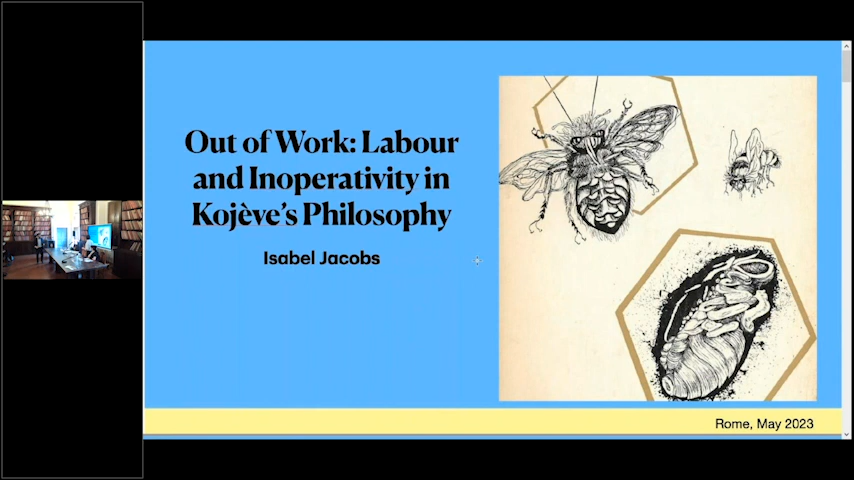 Out of Work: Labour
and Inoperativity in
Kojève's Philosophy
Isabel Jacobs
Rome, May 2023